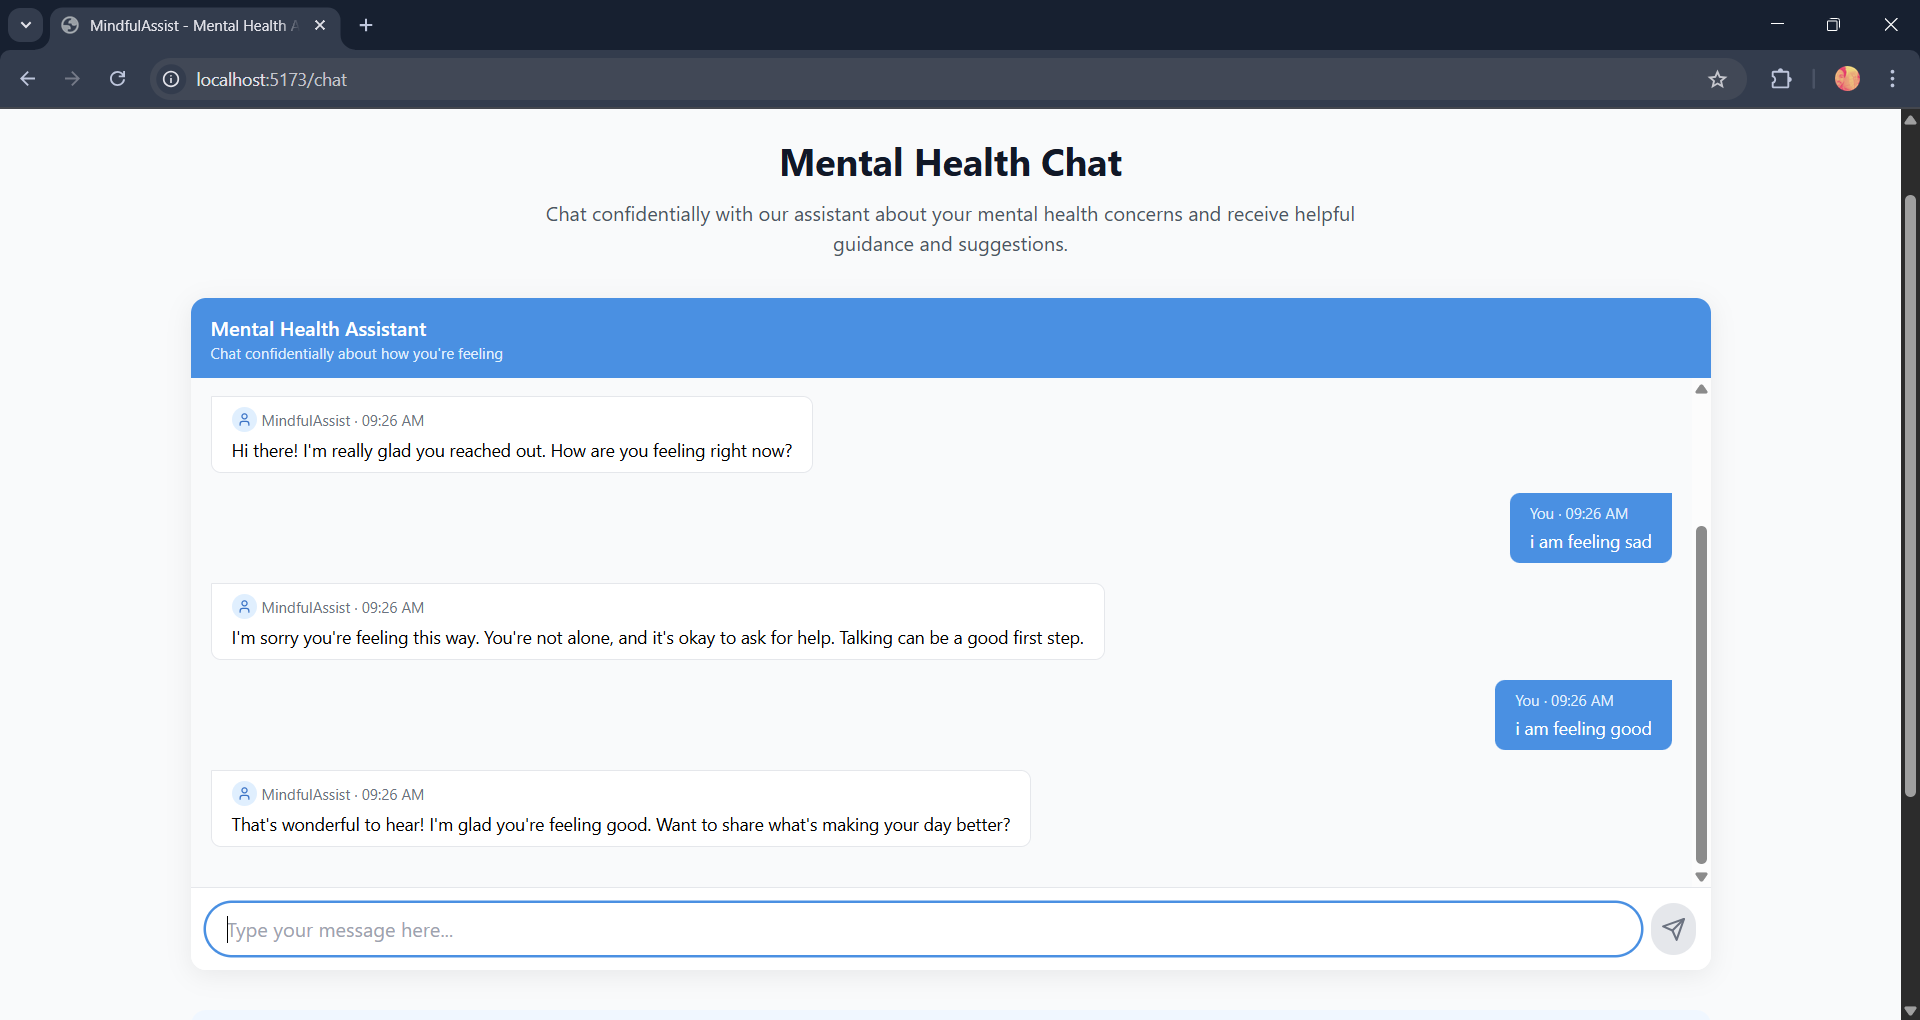 MindfulAssist - Mental Health A
localhost:5173/chat
Mental Health Chat
Chat confidentially with our assistant about your mental health concerns and receive helpful
guidance and suggestions.
Mental Health Assistant
Chat confidentially about how you're feeling
MindfulAssist · 09:26 AM
Hi there! I'm really glad you reached out. How are you feeling right now?
You · 09:26 AM
i am feeling sad
MindfulAssist · 09:26 AM
I'm sorry you're feeling this way. You're not alone, and it's okay to ask for help. Talking can be a good first step.
You · 09:26 AM
i am feeling good
MindfulAssist · 09:26 AM
That's wonderful to hear! I'm glad you're feeling good. Want to share what's making your day better?
Type your message here...